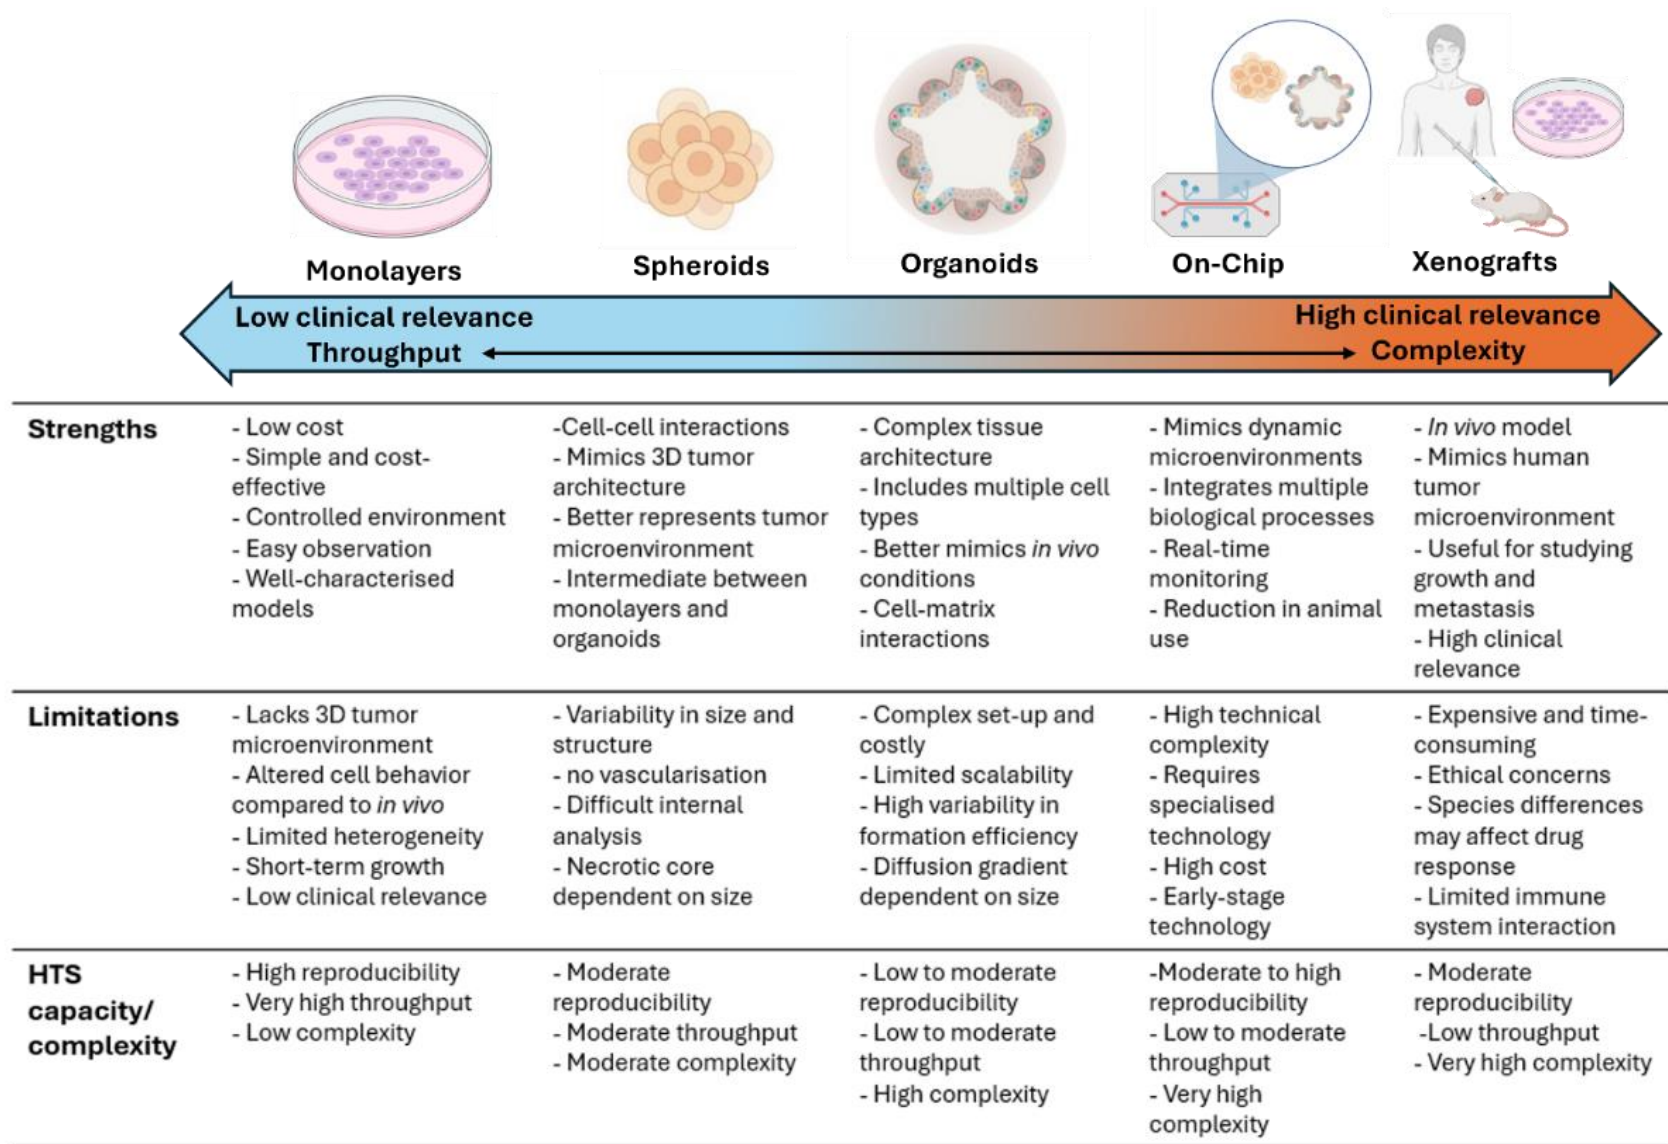 Monolayers
Spheroids
Organoids
On-Chip
Xenografts
Low clinical relevance
High clinical relevance
Throughput
Complexity
Strengths
- Low cost
- Simple and cost-
effective
- Controlled environment
- Easy observation
- Well-characterised
models
-Cell-cell interactions
- Mimics 3D tumor
architecture
- Better represents tumor
microenvironment
- Intermediate between
monolayers and
organoids
- Complex tissue
architecture
- Includes multiple cell
types
- Better mimics in vivo
conditions
- Cell-matrix
interactions
- Mimics dynamic
microenvironments
- Integrates multiple
biological processes
- Real-time
monitoring
- Reduction in animal
use
- In vivo model
- Mimics human
tumor
microenvironment
- Useful for studying
growth and
metastasis
- High clinical
relevance
Limitations
- Lacks 3D tumor
microenvironment
- Altered cell behavior
compared to in vivo
- Limited heterogeneity
- Short-term growth
- Low clinical relevance
- Variability in size and
structure
- no vascularisation
- Difficult internal
analysis
- Necrotic core
dependent on size
- Complex set-up and
costly
- Limited scalability
- High variability in
formation efficiency
- Diffusion gradient
dependent on size
- High technical
complexity
- Requires
specialised
technology
- High cost
- Early-stage
technology
- Expensive and time-
consuming
- Ethical concerns
- Species differences
may affect drug
response
- Limited immune
system interaction
HTS
capacity/
complexity
- High reproducibility
- Very high throughput
- Low complexity
- Moderate
reproducibility
- Moderate throughput
- Moderate complexity
- Low to moderate
reproducibility
- Low to moderate
throughput
- High complexity
-Moderate to high
reproducibility
- Low to moderate
throughput
- Very high
complexity
- Moderate
reproducibility
-Low throughput
- Very high complexity